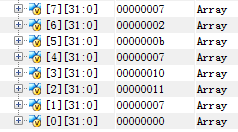 [7][31:0] 00000007 Array
[6][31:0] 00000002 Array
[5][31:0] 0000000b Array
[4][31:0] 00000007 Array
[3][31:0] 00000010 Array
[2][31:0] 00000011 Array
[1][31:0] 00000007 Array
[0][31:0] 00000000 Array